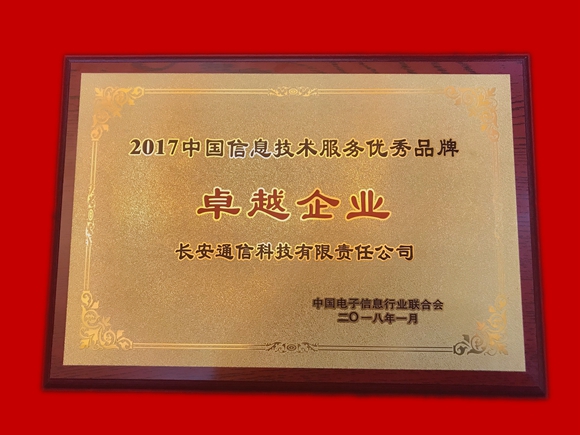 2017中国信息技术服务优秀品牌
卓越企业
长安通信科技有限责任公司
中国电子信息行业联合会
二〇一八年一月